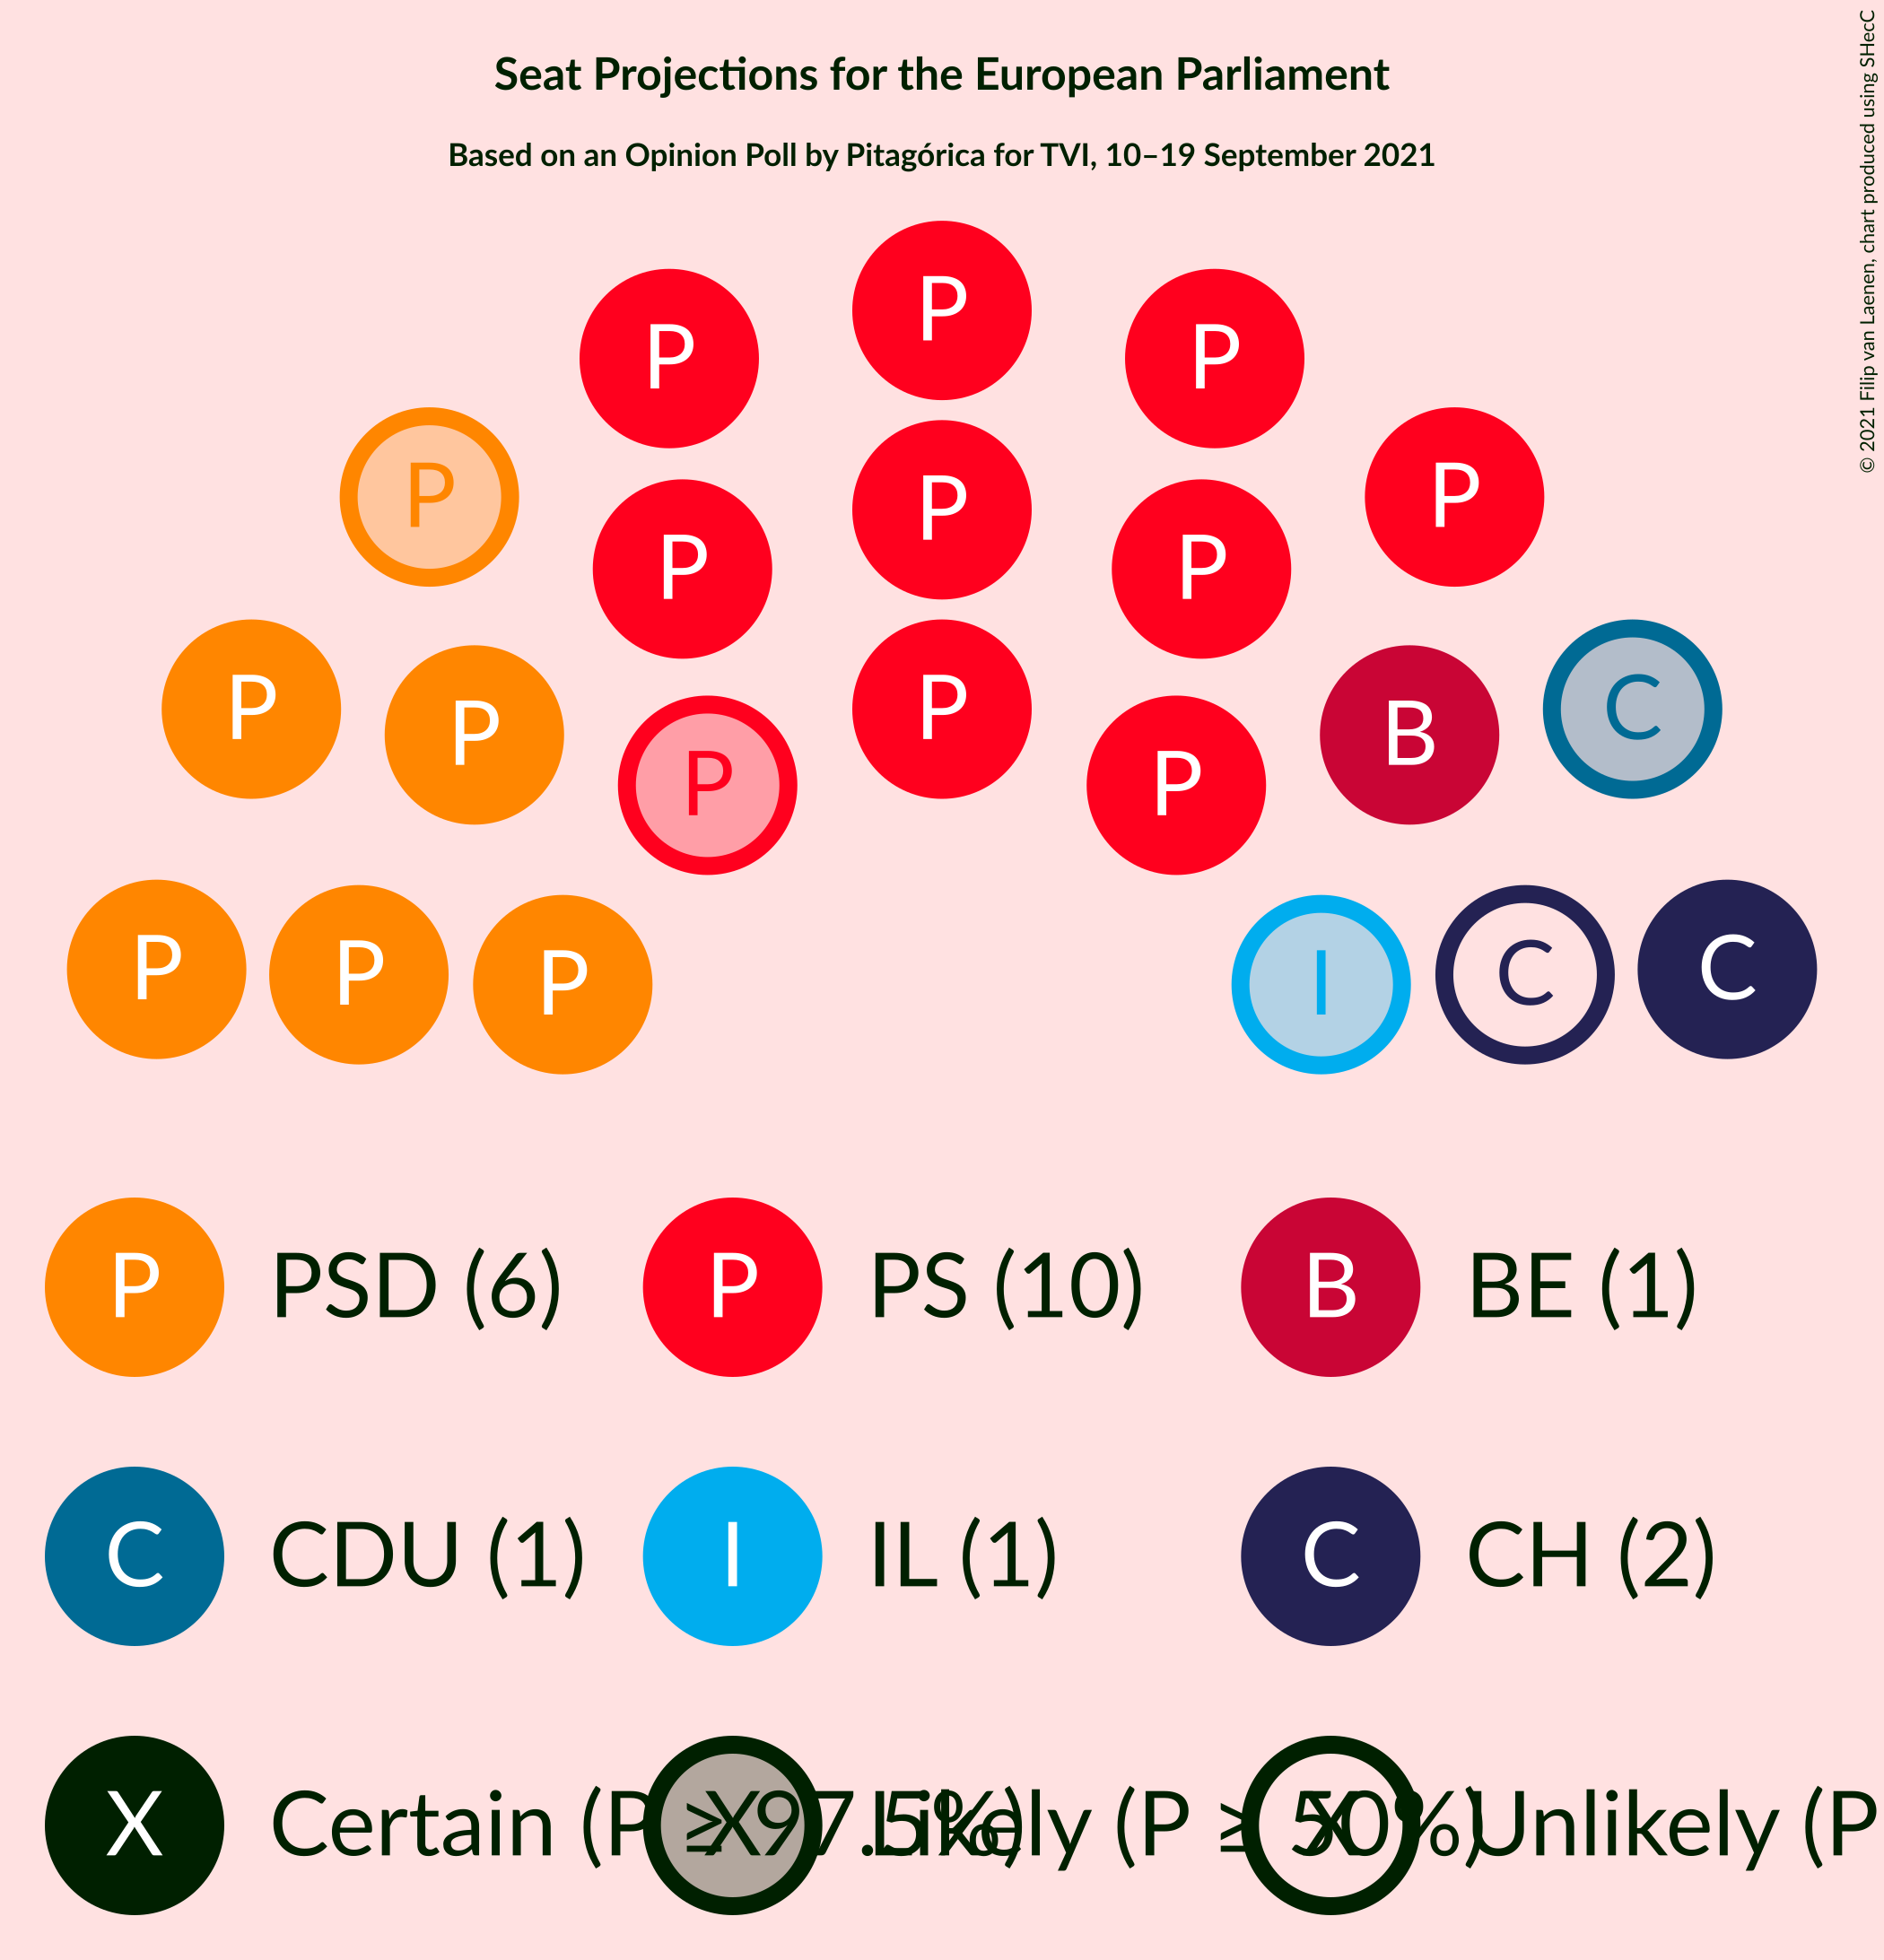 Seat Projections for the European Parliament
Based on an Opinion Poll by Pitagórica for TVI, 10–19 September 2021
© 2021 Filip van Laenen, chart produced using SHecC
P
P P
P P
P
P P
P P
P P B C
P P
P P P I C C
P PSD (6) P PS (10) B BE (1)
C CDU (1) I IL (1) C CH (2)
X Certain (P ≥ 97.5%) X Likely (P ≥ 50%) X Unlikely (P